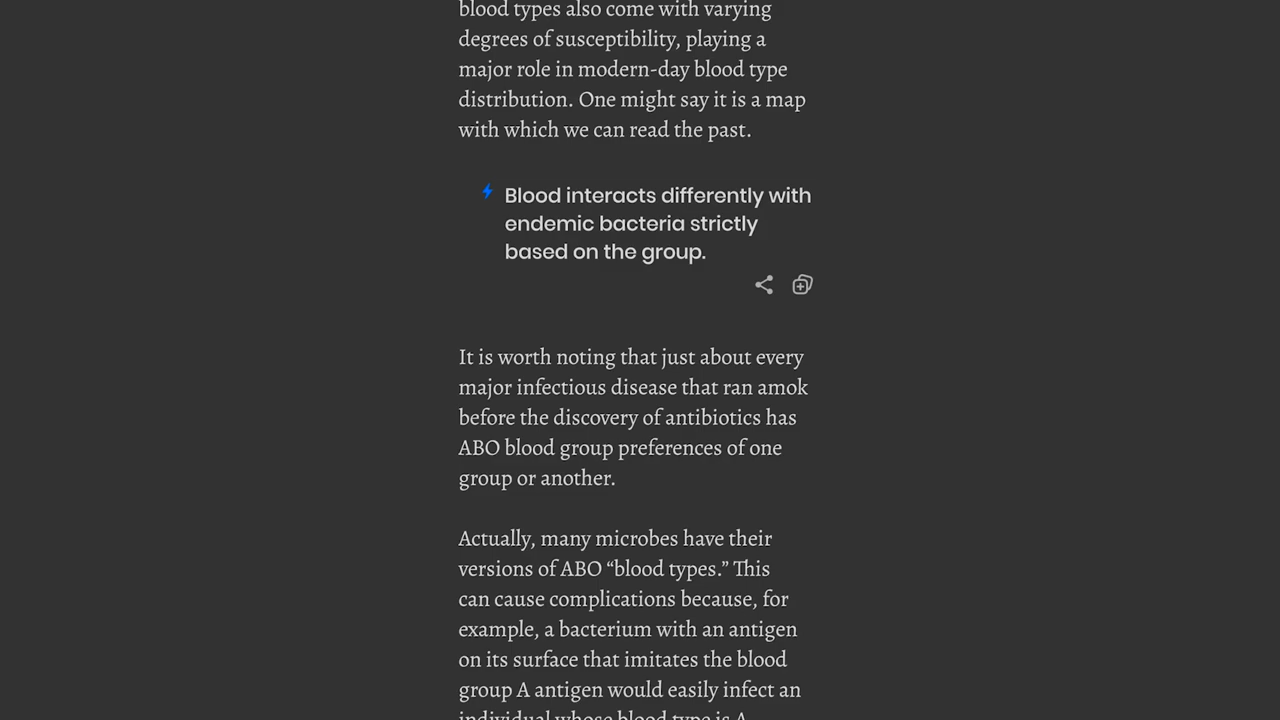 blood types also come with varying
degrees of susceptibility, playing a
major role in modern-day blood type
distribution. One might say it is a map
with which we can read the past.
Blood interacts differently with
endemic bacteria strictly
based on the group.
It is worth noting that just about every
major infectious disease that ran amok
before the discovery of antibiotics has
ABO blood group preferences of one
group or another.
Actually, many microbes have their
versions of ABO “blood types.” This
can cause complications because, for
example, a bacterium with an antigen
on its surface that imitates the blood
group A antigen would easily infect an
individual whose blood type is A.